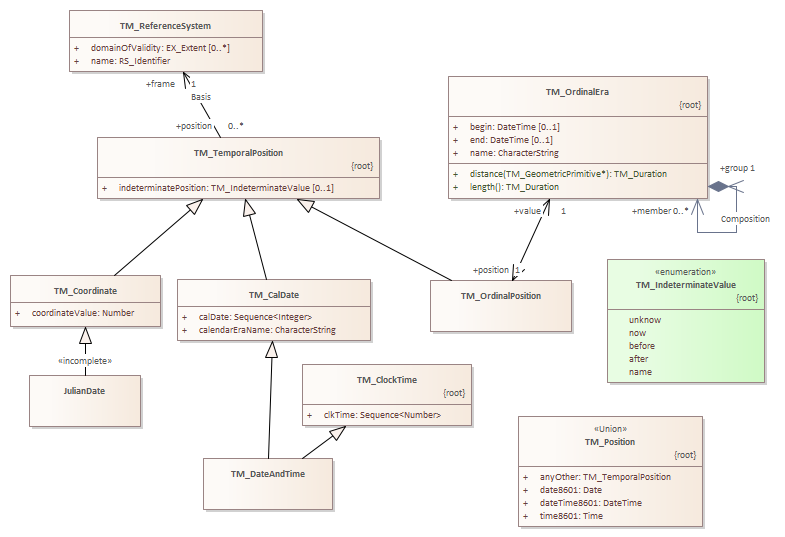 TM_ReferenceSystem
+ domainOfValidity: EX_Extent [0..*]
+ name: RS_Identifier
+frame 1
Basis
+position 0..*
TM_TemporalPosition
{root}
+ indeterminatePosition: TM_IndeterminateValue [0..1]
TM_OrdinalEra
{root}
+ begin: DateTime [0..1]
+ end: DateTime [0..1]
+ name: CharacterString
+ distance(TM_GeometricPrimitive*): TM_Duration
+ length(): TM_Duration
+group 1
+member 0..*
Composition
+value 1
+position 1
TM_OrdinalPosition
TM_Coordinate
+ coordinateValue: Number
«incomplete»
JulianDate
TM_CalDate
+ calDate: Sequence<Integer>
+ calendarEraName: CharacterString
TM_ClockTime
{root}
+ clkTime: Sequence<Number>
TM_DateAndTime
«enumeration»
TM_IndeterminateValue
{root}
unknow
now
before
after
name
«Union»
TM_Position
{root}
+ anyOther: TM_TemporalPosition
+ date8601: Date
+ dateTime8601: DateTime
+ time8601: Time